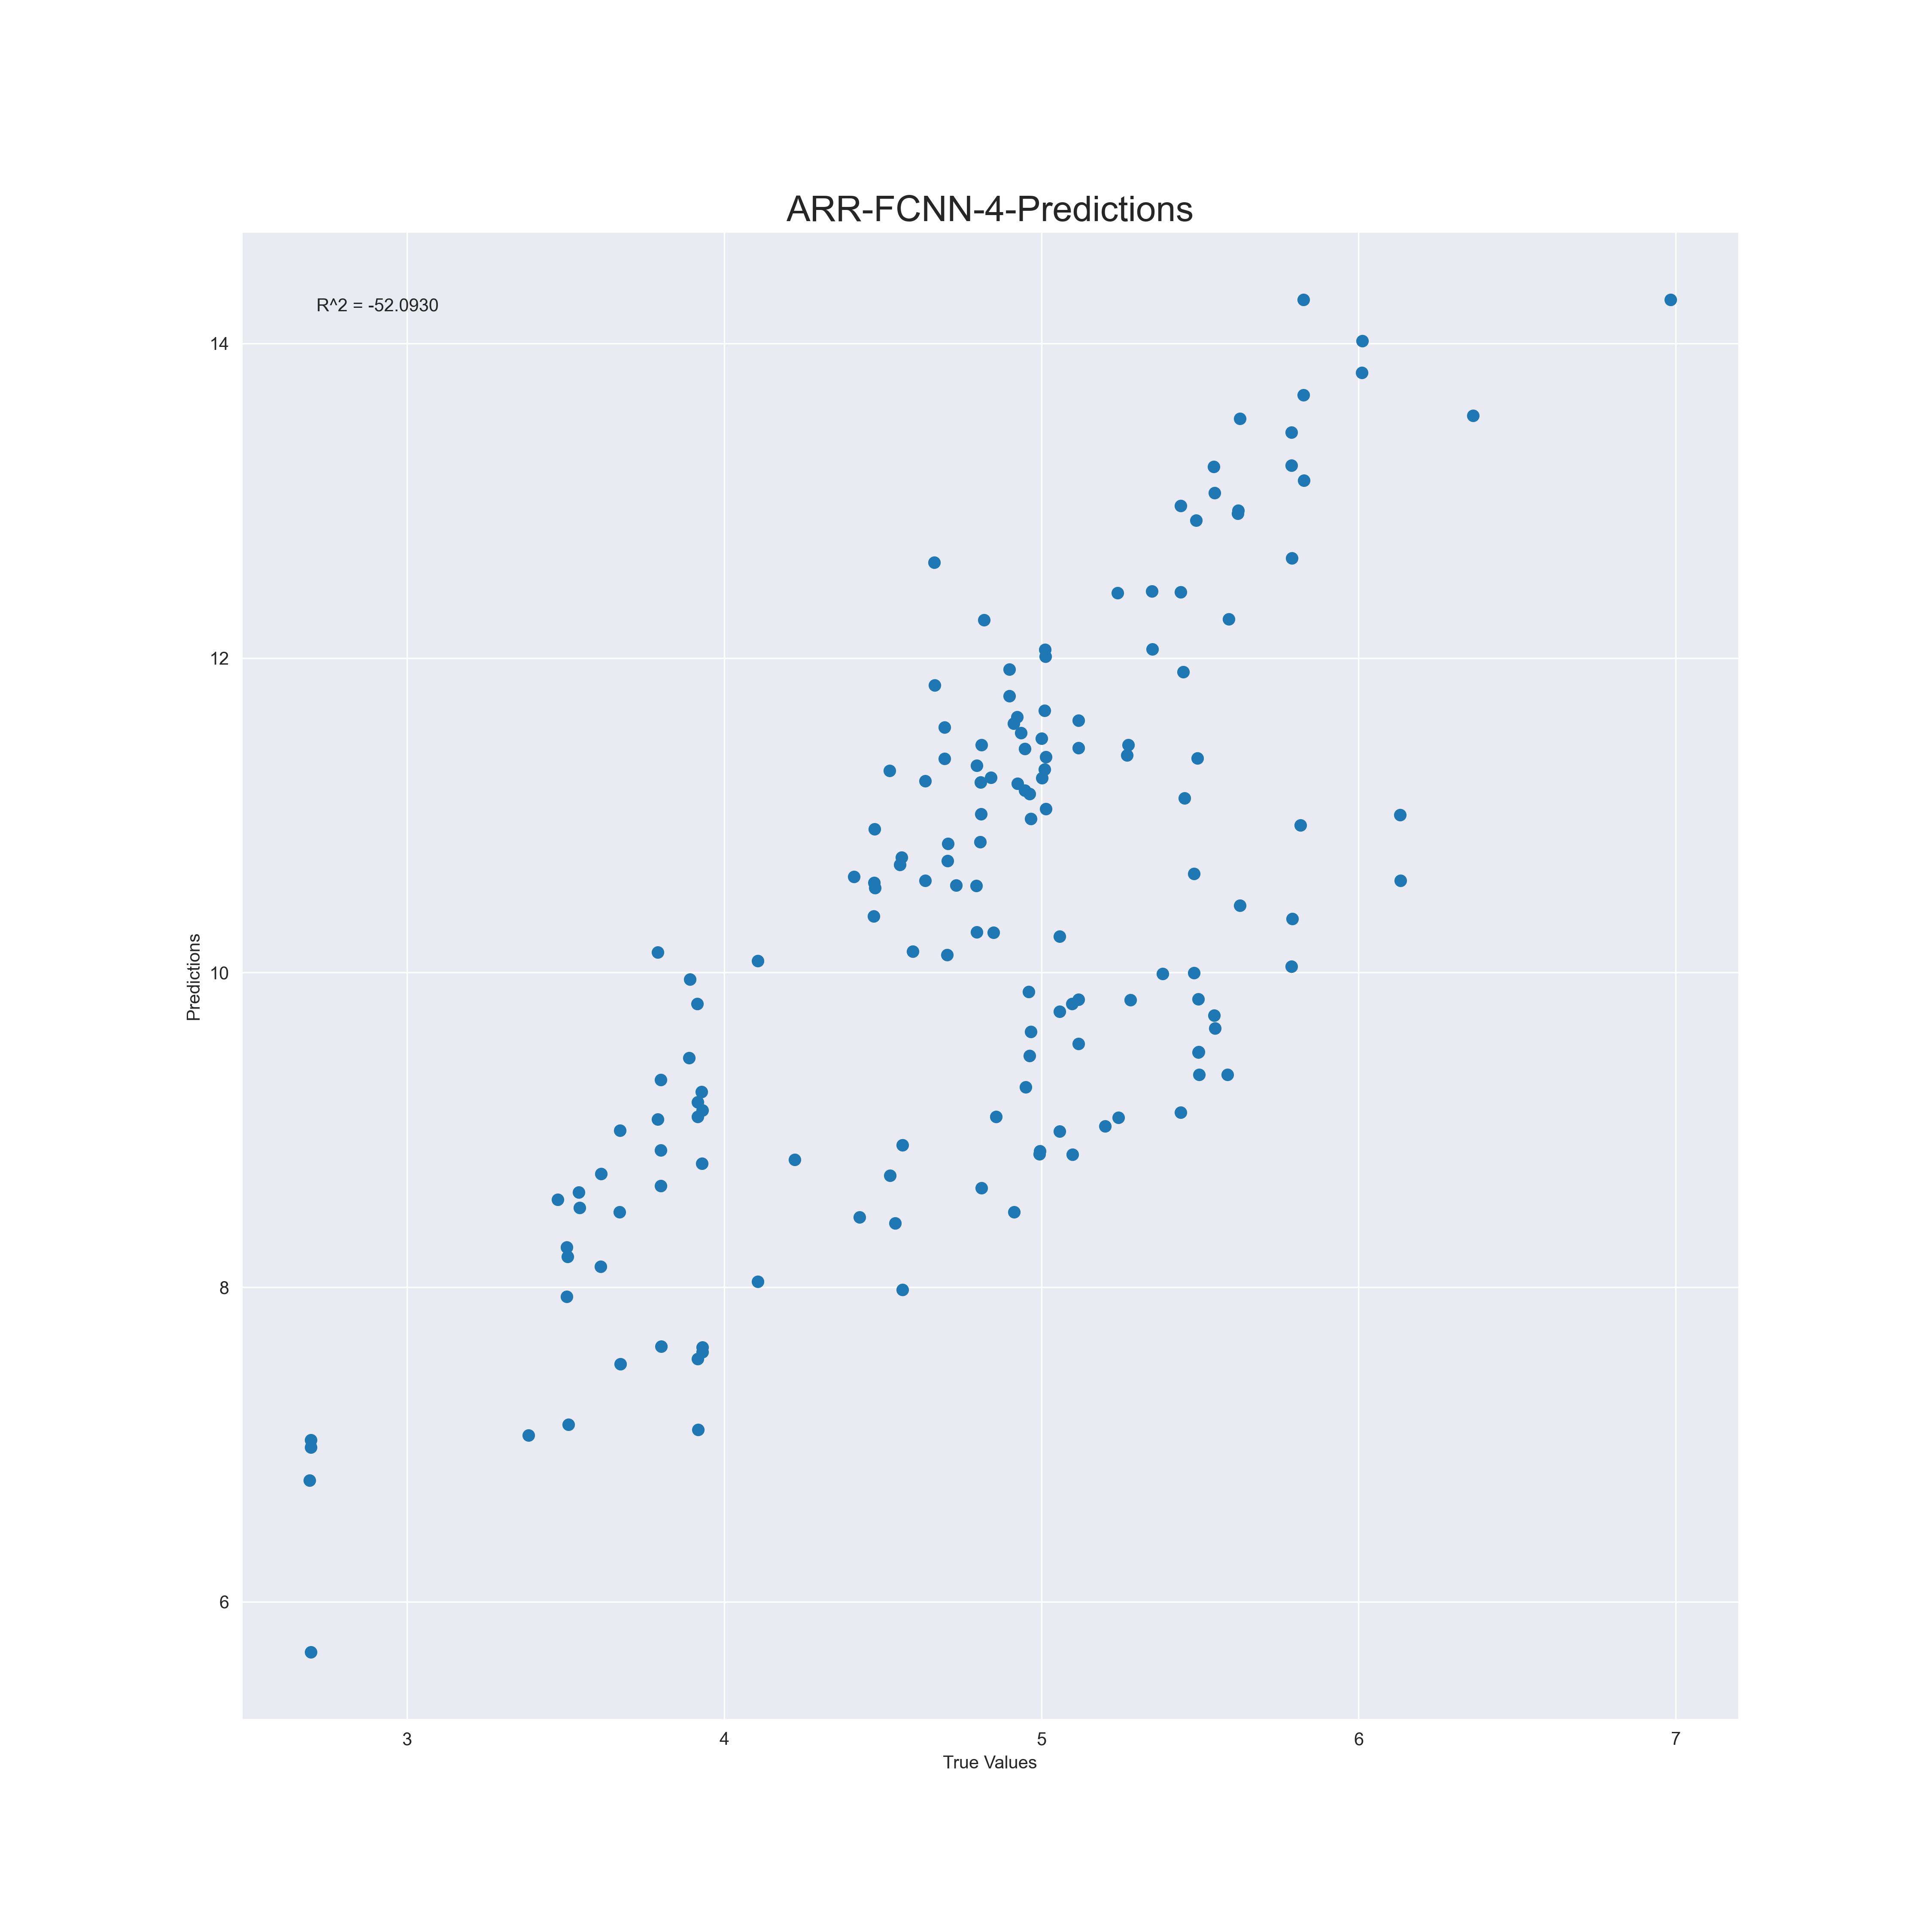 ARR-FCNN-4-Predictions
R^2 = -52.0930
14
12
10
8
6
Predictions
3 4 5 6 7
True Values